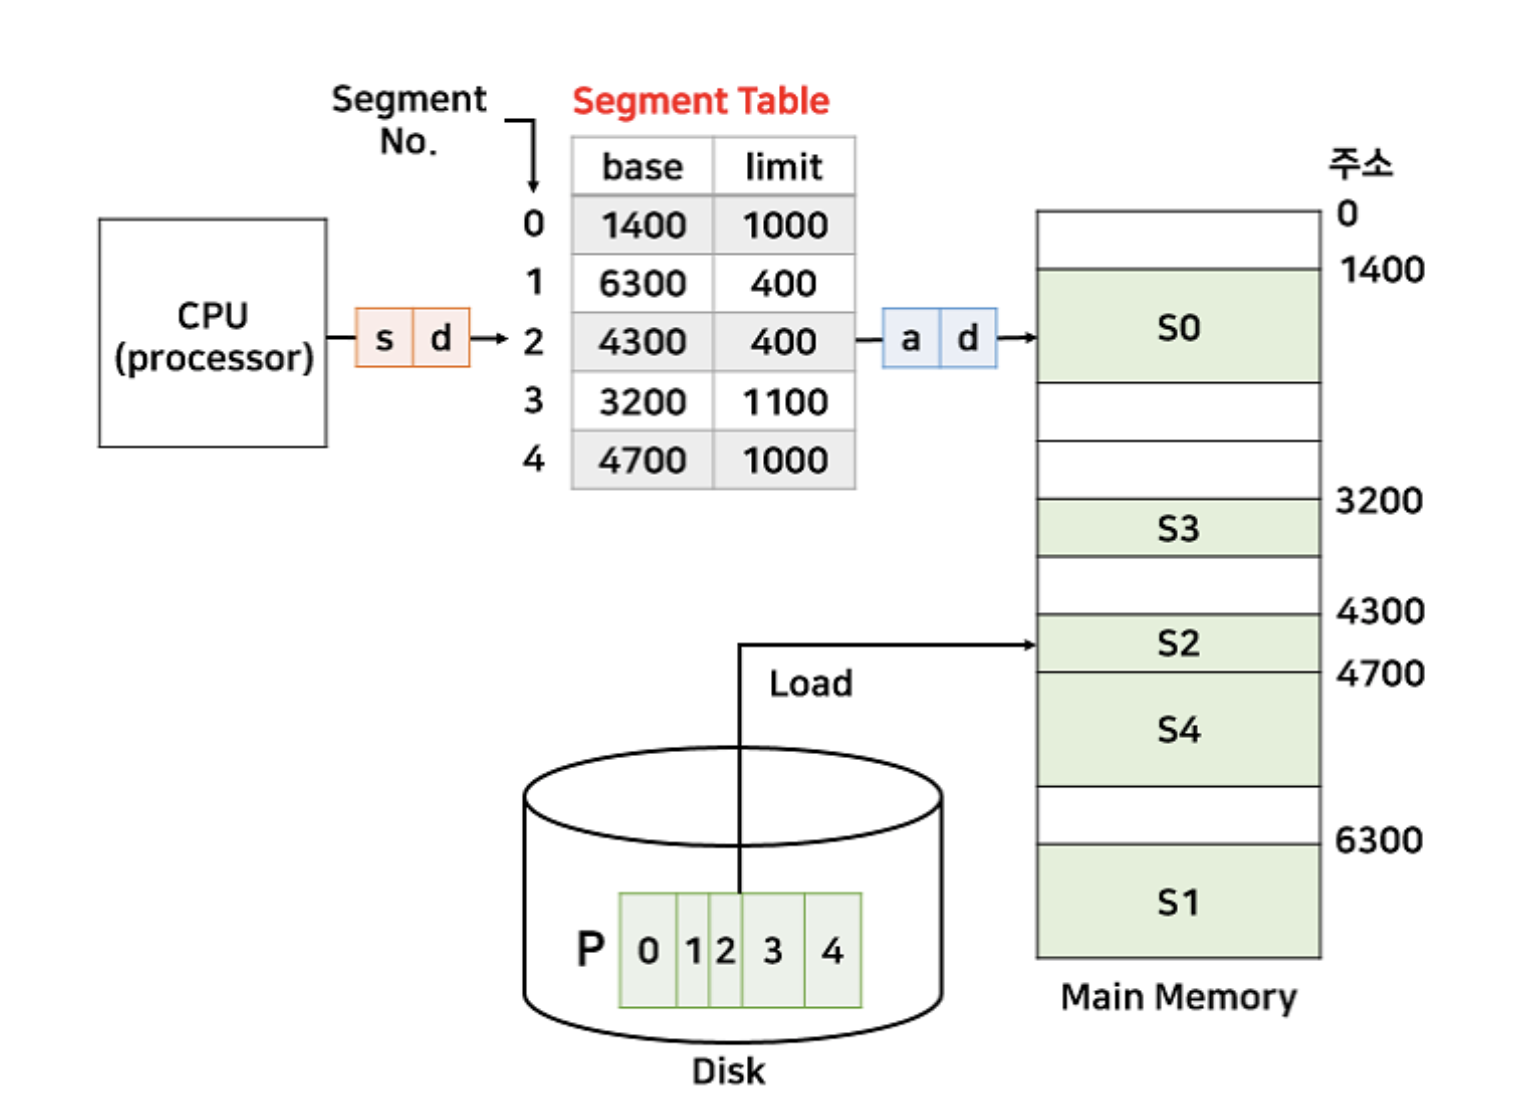 Segment
No.
Segment Table
base limit
0 1400 1000
1 6300 400
2 4300 400
3 3200 1100
4 4700 1000
CPU
(processor)
s d
a d
주소
0
1400
S0
3200
S3
4300
S2
4700
S4
6300
S1
Main Memory
Load
P 0 1 2 3 4
Disk